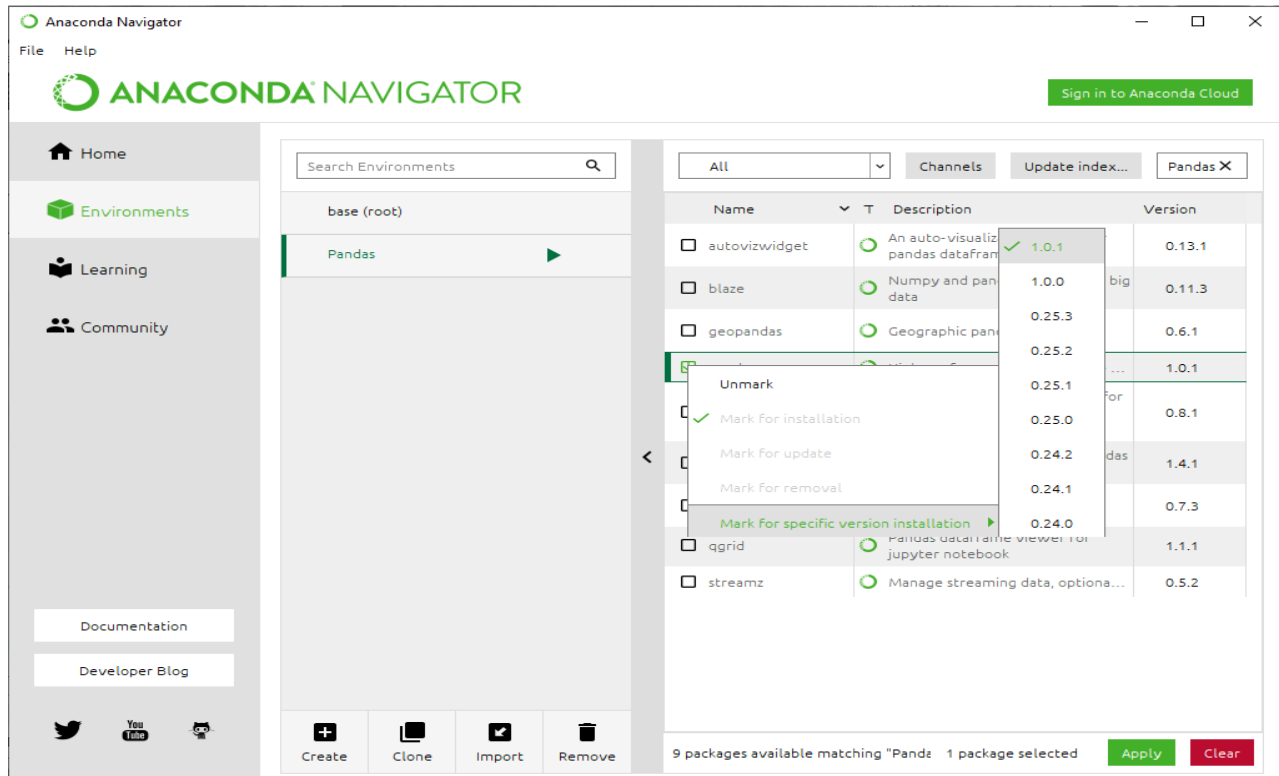 Anaconda Navigator
File Help
ANACONDA NAVIGATOR
Sign in to Anaconda Cloud
Home
Environments
Learning
Community
Documentation
Developer Blog
You
Tube
Search Environments
base (root)
Pandas
Create Clone Import Remove
All Channels Update index... Pandas
Name T Description Version
autovizwidget An auto-visualiz
pandas datafram 0.13.1
blaze Numpy and pan big
data 0.11.3
geopandas Geographic pan 0.6.1
... 1.0.1
for
0.8.1
das
1.4.1
0.7.3
qgrid Pandas dataframe viewer for
jupyter notebook 1.1.1
streamz Manage streaming data, optiona... 0.5.2
Unmark
Mark for installation
Mark for update
Mark for removal
Mark for specific version installation
1.0.1
1.0.0
0.25.3
0.25.2
0.25.1
0.25.0
0.24.2
0.24.1
0.24.0
9 packages available matching "Panda 1 package selected Apply Clear